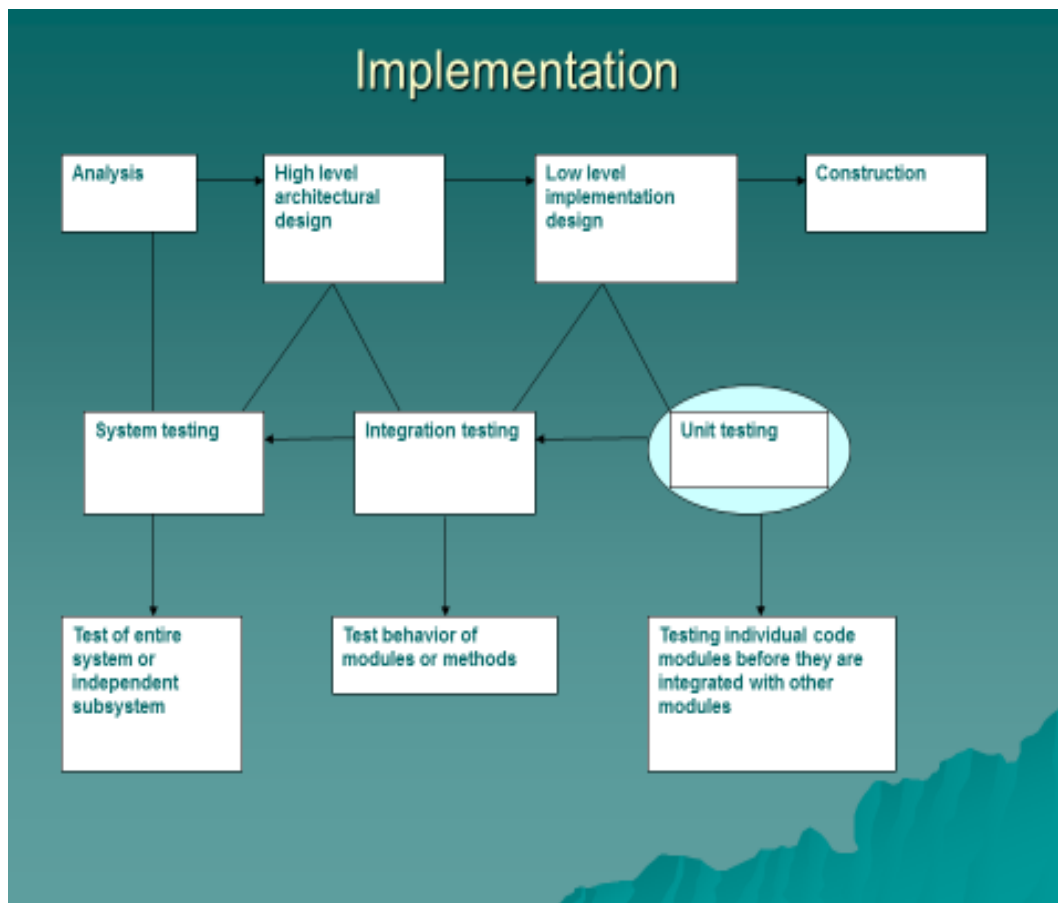 Implementation
Analysis
High level
architectural
design
Low level
implementation
design
Construction
System testing
Integration testing
Unit testing
Test of entire
system or
independent
subsystem
Test behavior of
modules or methods
Testing individual code
modules before they are
integrated with other
modules